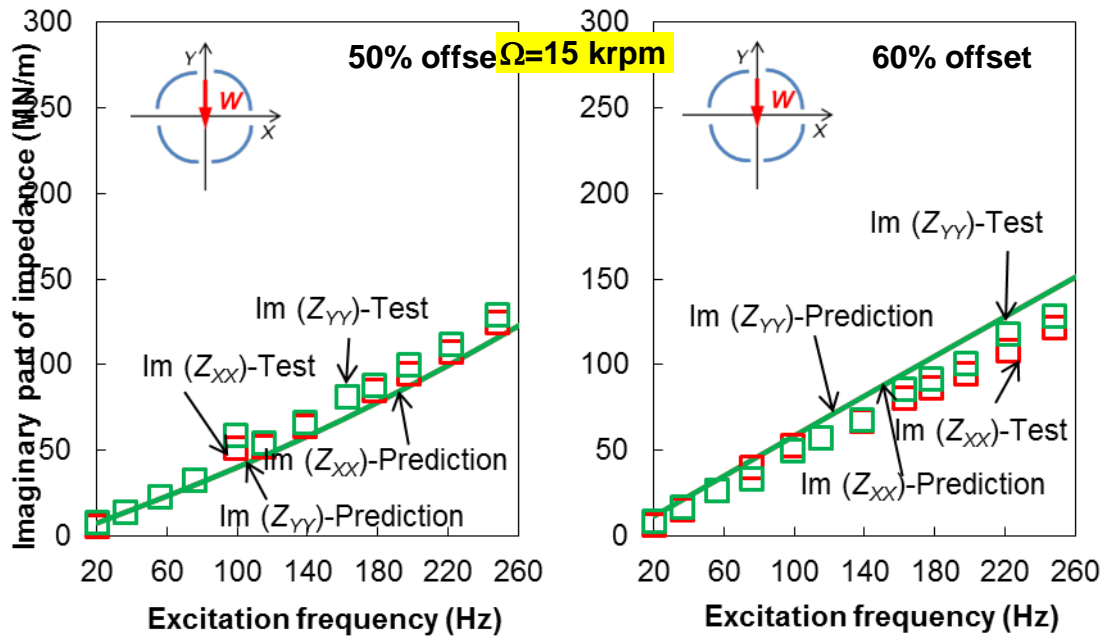 Imaginary part of impedance (MN/m)
300
250
200
150
100
50
0
20 60 100 140 180 220 260
Excitation frequency (Hz)
50% offse
Ω=15 krpm
Y
W
X
Im (ZYY)-Test
Im (ZXX)-Test
Im (ZXX)-Prediction
Im (ZYY)-Prediction
300
250
200
150
100
50
0
20 60 100 140 180 220 260
Excitation frequency (Hz)
60% offset
Y
W
X
Im (ZYY)-Test
Im (ZYY)-Prediction
Im (ZXX)-Test
Im (ZXX)-Prediction